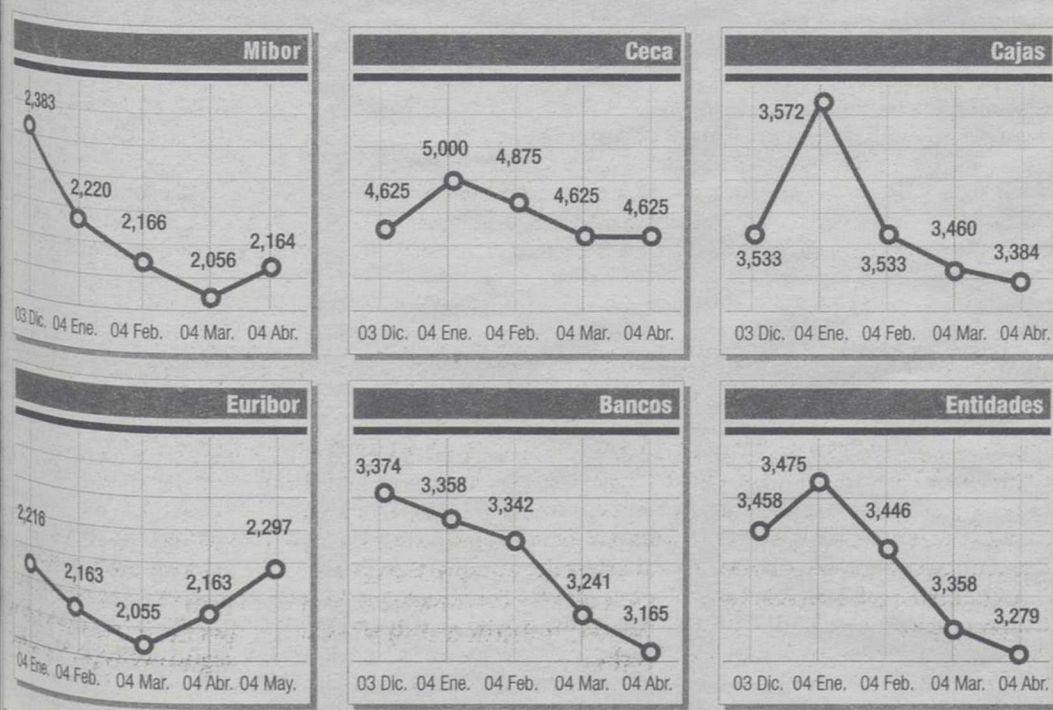 Mibor
2,383
2,220
2,166
2,056
2,164
03 Dic. 04 Ene. 04 Feb. 04 Mar. 04 Abr.
Ceca
4,625
5,000
4,875
4,625
4,625
03 Dic. 04 Ene. 04 Feb. 04 Mar. 04 Abr.
Cajas
3,533
3,572
3,533
3,460
3,384
03 Dic. 04 Ene. 04 Feb. 04 Mar. 04 Abr.
Euribor
2,216
2,163
2,055
2,163
2,297
04 Ene. 04 Feb. 04 Mar. 04 Abr. 04 May.
Bancos
3,374
3,358
3,342
3,241
3,165
03 Dic. 04 Ene. 04 Feb. 04 Mar. 04 Abr.
Entidades
3,458
3,475
3,446
3,358
3,279
03 Dic. 04 Ene. 04 Feb. 04 Mar. 04 Abr.